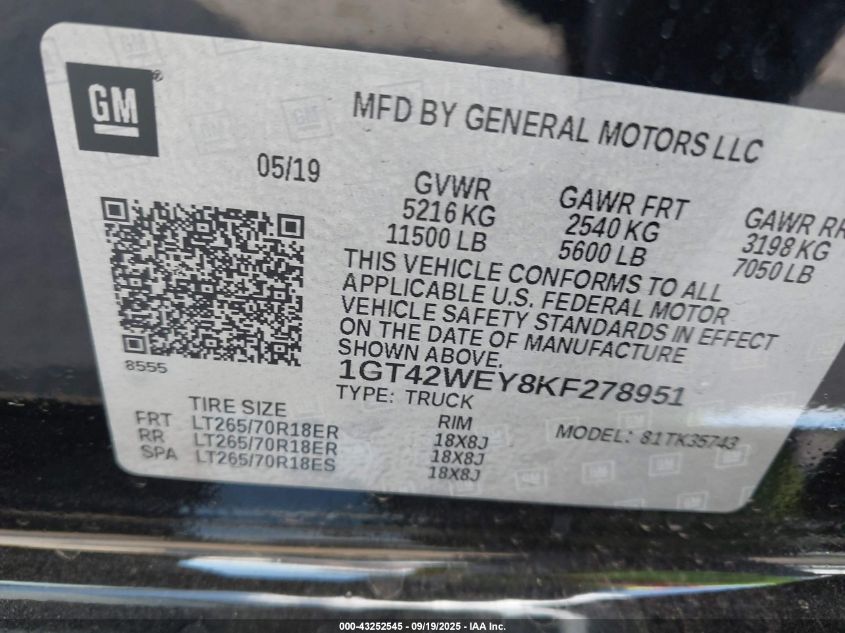 GM
®
MFD BY GENERAL MOTORS LLC
05/19
GVWR
5216 KG
11500 LB
GAWR FRT
2540 KG
5600 LB
GAWR RR
3198 KG
7050 LB
THIS VEHICLE CONFORMS TO ALL
APPLICABLE U.S. FEDERAL MOTOR
VEHICLE SAFETY STANDARDS IN EFFECT
ON THE DATE OF MANUFACTURE
SHOWN ABOVE.
8555
1GT42WEY8KF278951
TYPE: TRUCK
TIRE SIZE RIM
FRT LT265/70R18ER 18X8J
RR LT265/70R18ER 18X8J
SPA LT265/70R18ES 18X8J
MODEL: 81TK35743
000-43252545 - 09/19/2025 - IAA Inc.